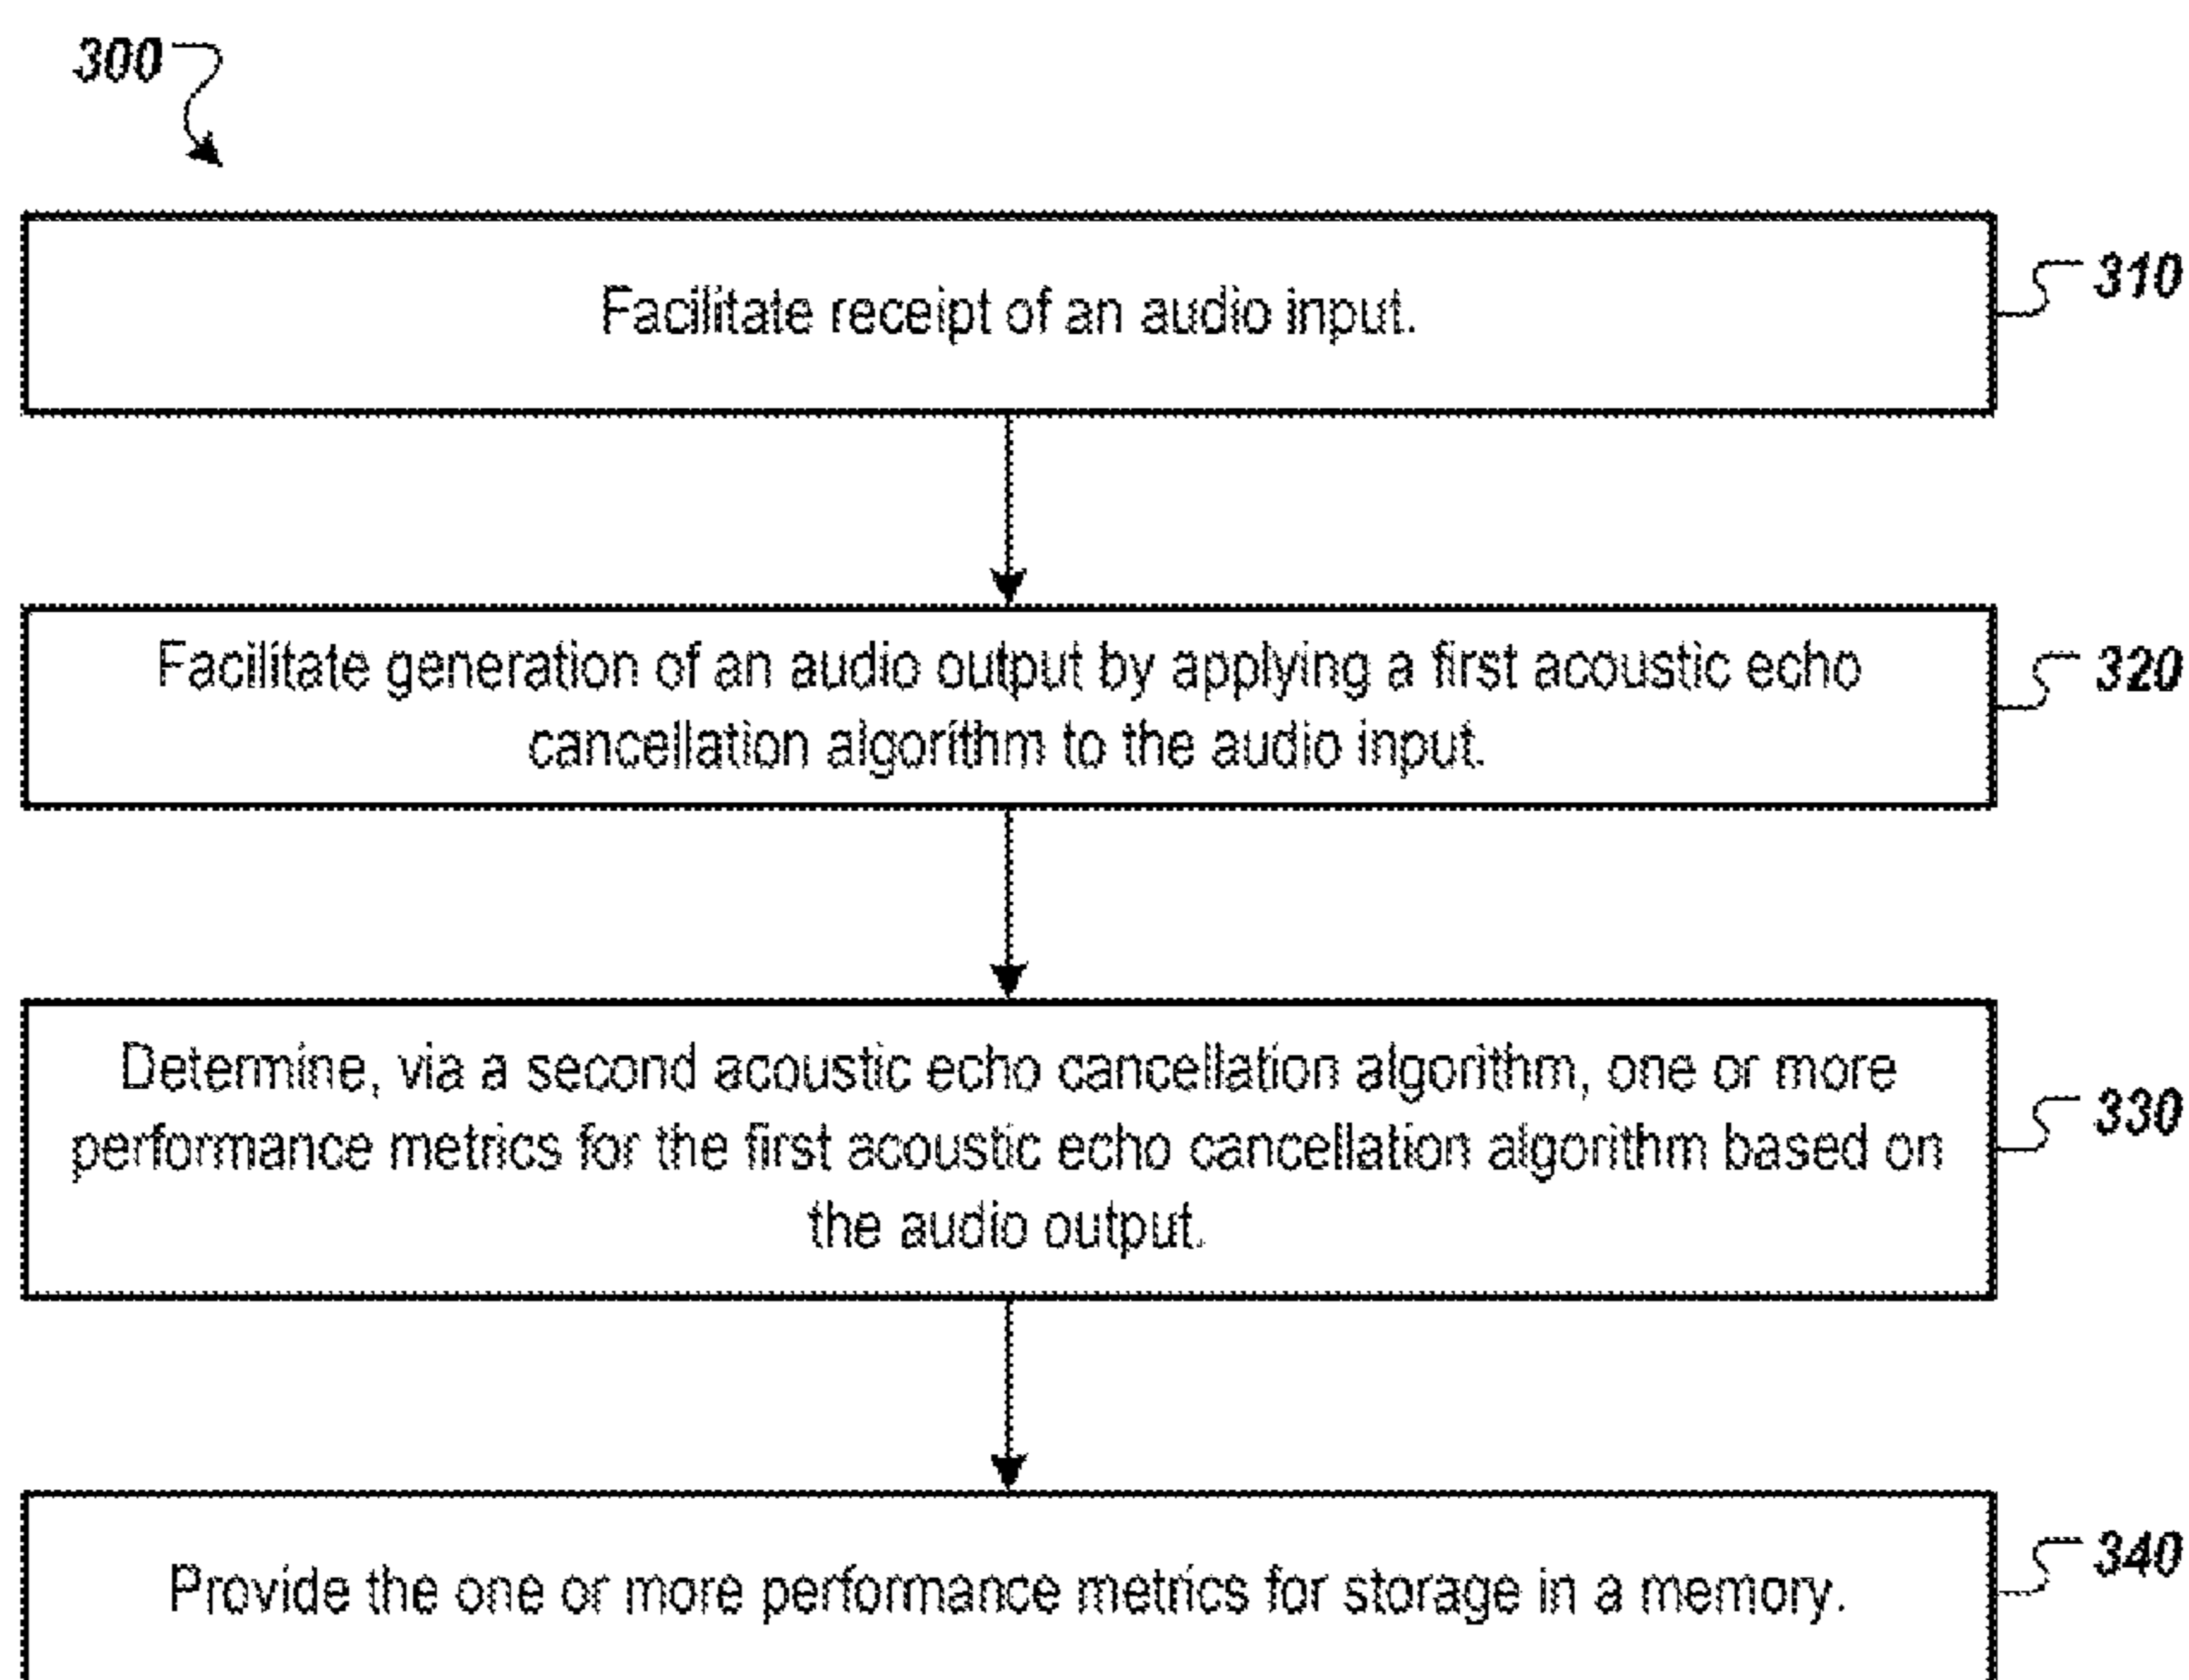 300
Facilitate receipt of an audio input.
310
Facilitate generation of an audio output by applying a first acoustic echo
cancellation algorithm to the audio input.
320
Determine, via a second acoustic echo cancellation algorithm, one or more
performance metrics for the first acoustic echo cancellation algorithm based on
the audio output.
330
Provide the one or more performance metrics for storage in a memory.
340